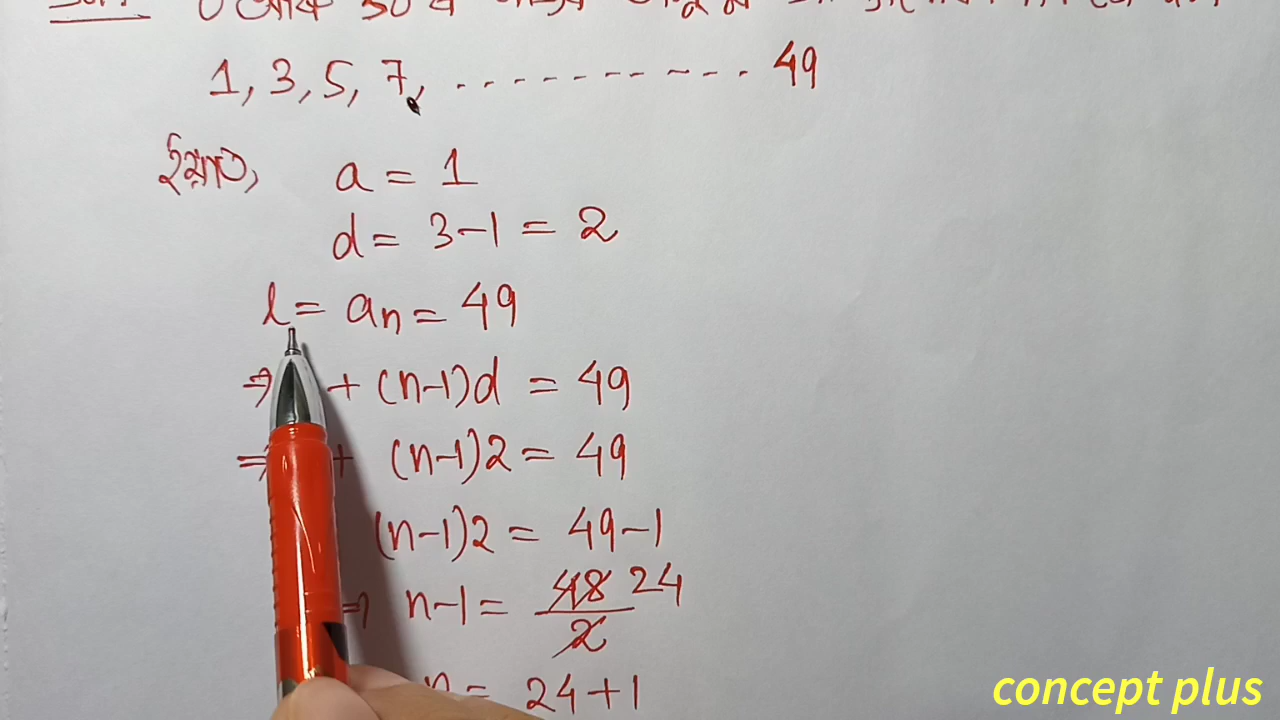 1, 3, 5, 7, ----------- 49
ইয়াত, a = 1
d = 3-1 = 2
l = an = 49
⇒ + (n-1)d = 49
⇒ + (n-1)2 = 49
(n-1)2 = 49-1
⇒ n-1 = 48/2 24
n = 24+1
concept plus